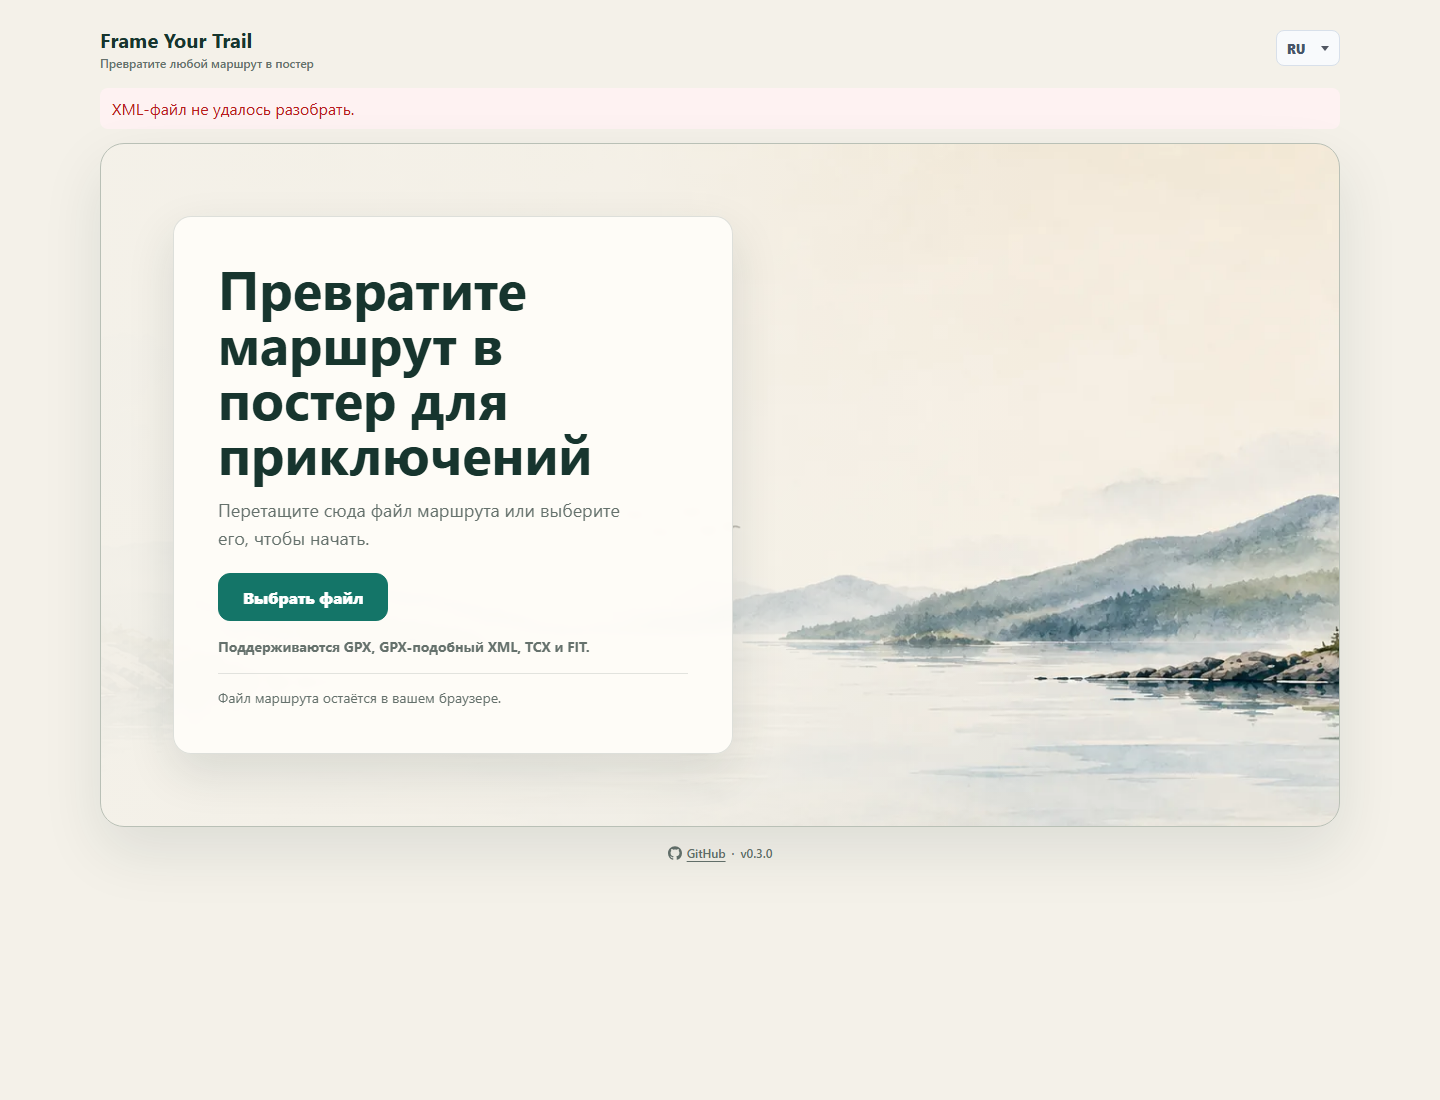 Frame Your Trail
Превратите любой маршрут в постер
RU
XML-файл не удалось разобрать.
Превратите
маршрут в
постер для
приключений
Перетащите сюда файл маршрута или выберите
его, чтобы начать.
Выбрать файл
Поддерживаются GPX, GPX-подобный XML, TCX и FIT.
Файл маршрута остаётся в вашем браузере.
GitHub · v0.3.0